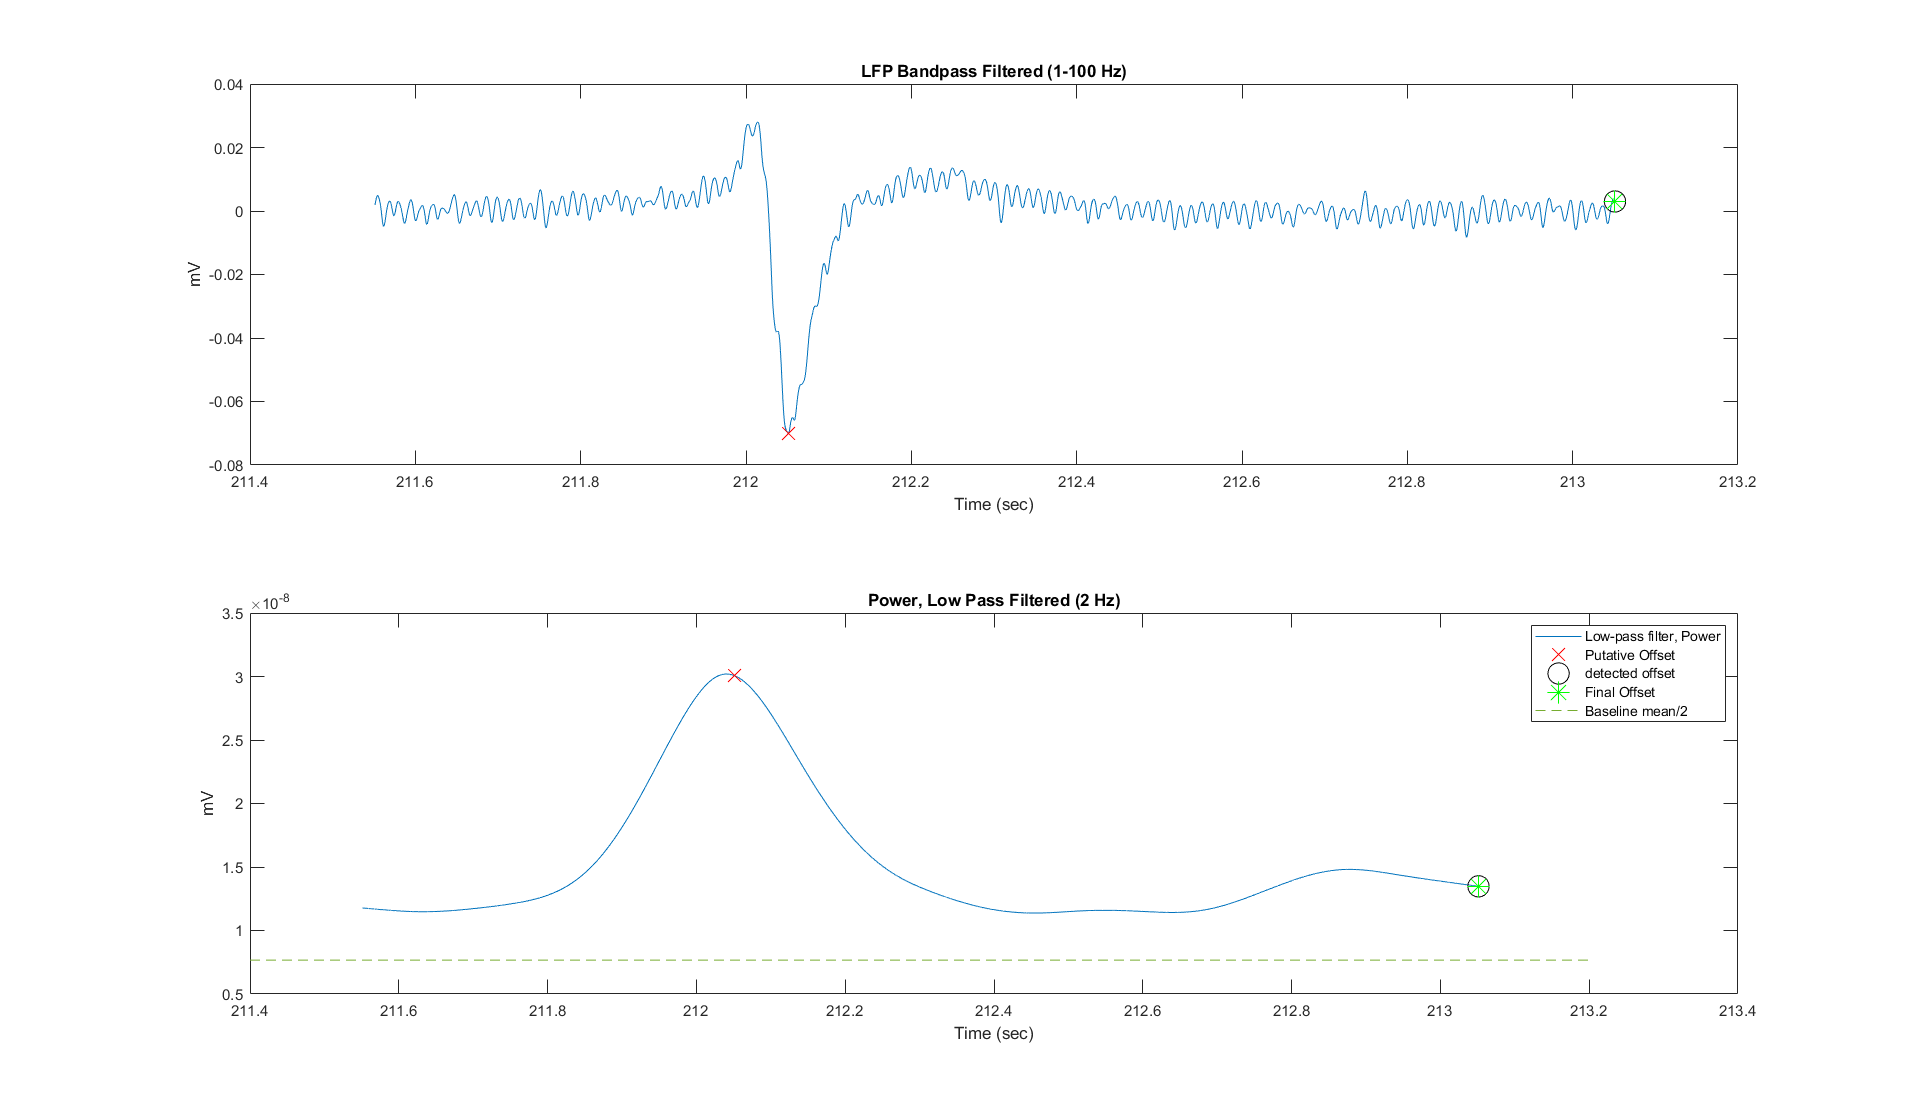 LFP Bandpass Filtered (1-100 Hz)
0.04
0.02
0
-0.02
-0.04
-0.06
-0.08
mV
211.4 211.6 211.8 212 212.2 212.4 212.6 212.8 213 213.2
Time (sec)
Power, Low Pass Filtered (2 Hz)
×10-8
3.5
3
2.5
2
1.5
1
0.5
mV
Low-pass filter, Power
Putative Offset
detected offset
Final Offset
Baseline mean/2
211.4 211.6 211.8 212 212.2 212.4 212.6 212.8 213 213.2 213.4
Time (sec)